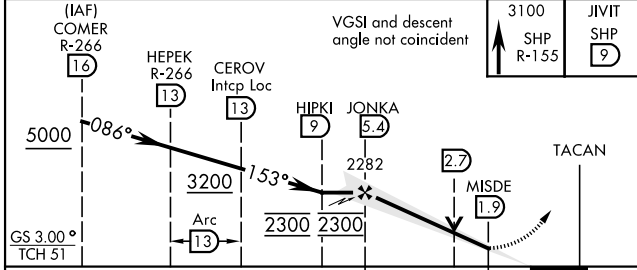 (IAF)
COMER
R-266
16
HEPEK
R-266
13
CEROV
Intcp Loc
13
VGSI and descent
angle not coincident
3100
SHP
R-155
JIVIT
SHP
9
HIPKI
9
JONKA
5.4
2282
2.7
MISDE
1.9
TACAN
5000
086°
3200
153°
2300
2300
Arc
13
GS 3.00°
TCH 51